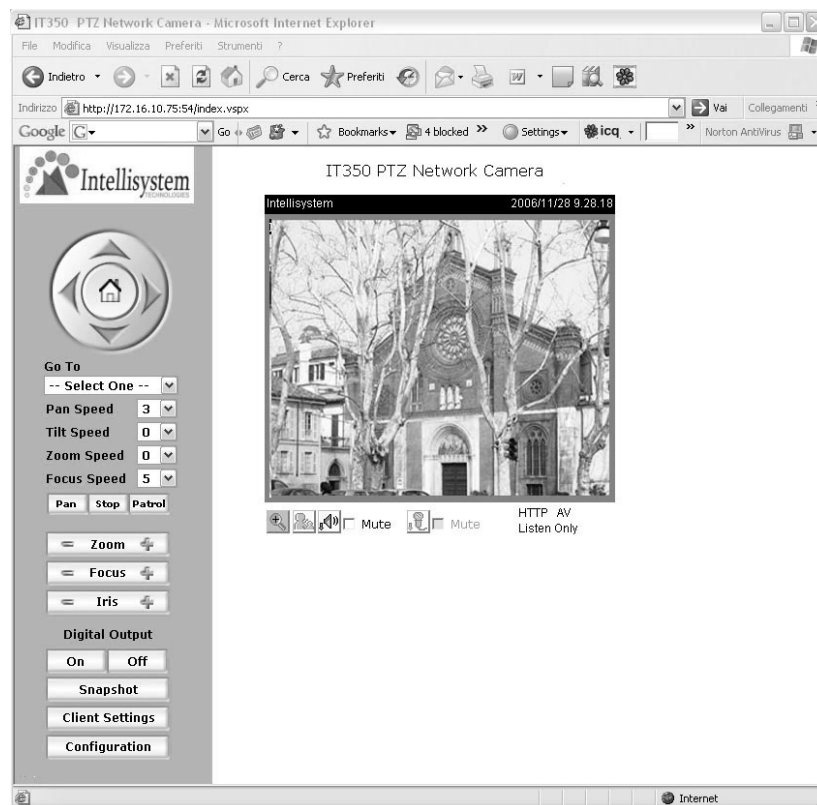 IT350 PTZ Network Camera - Microsoft Internet Explorer
File Modifica Visualizza Preferiti Strumenti ?
Indietro Cerca Preferiti
Indirizzo http://172.16.10.75:54/index.vspx Vai Collegamenti
Google G Go Bookmarks 4 blocked » Settings icq » Norton AntiVirus
Intellisystem
TECHNOLOGIES
IT350 PTZ Network Camera
Intellisystem 2006/11/28 9.28.18
Go To
-- Select One --
Pan Speed 3
Tilt Speed 0
Zoom Speed 0
Focus Speed 5
Pan Stop Patrol
Mute Mute
HTTP AV
Listen Only
Zoom
Focus
Iris
Digital Output
On Off
Snapshot
Client Settings
Configuration
Internet